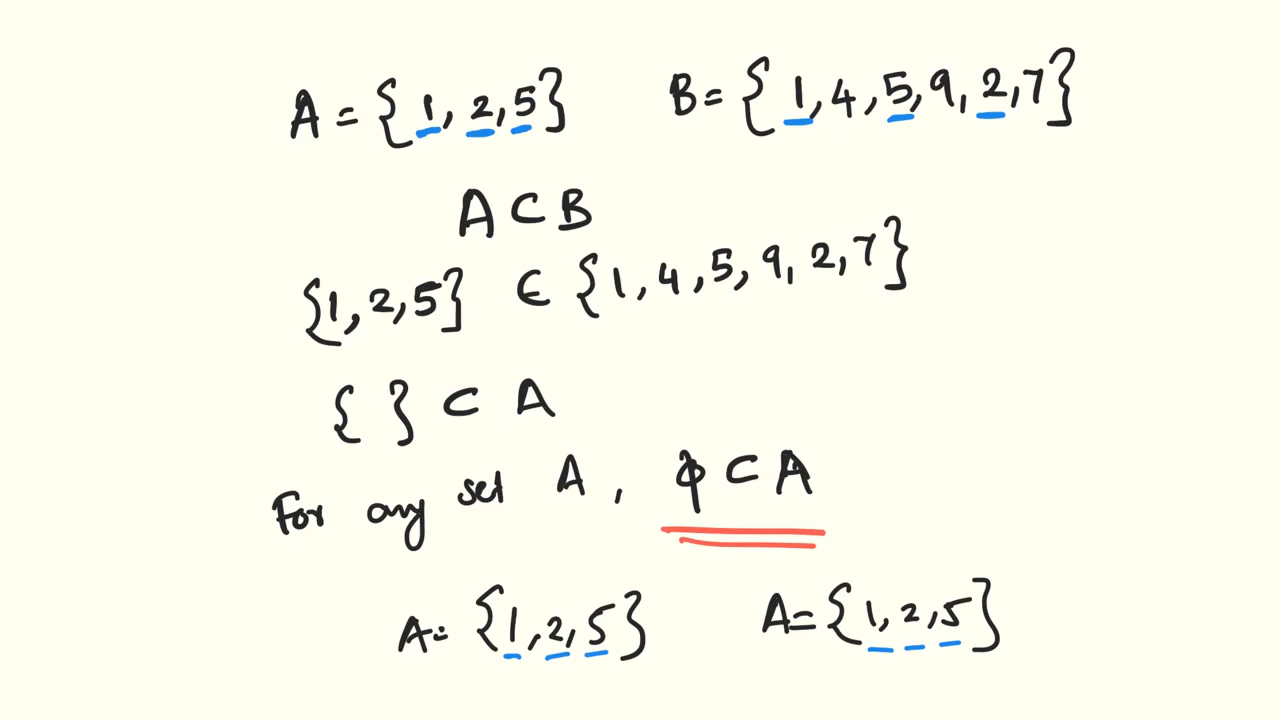 A = {1, 2, 5} B = {1, 4, 5, 9, 2, 7}
A ⊂ B
{1, 2, 5} ∈ {1, 4, 5, 9, 2, 7}
{ } ⊂ A
For any set A, ϕ ⊂ A
A = {1, 2, 5} A = {1, 2, 5}